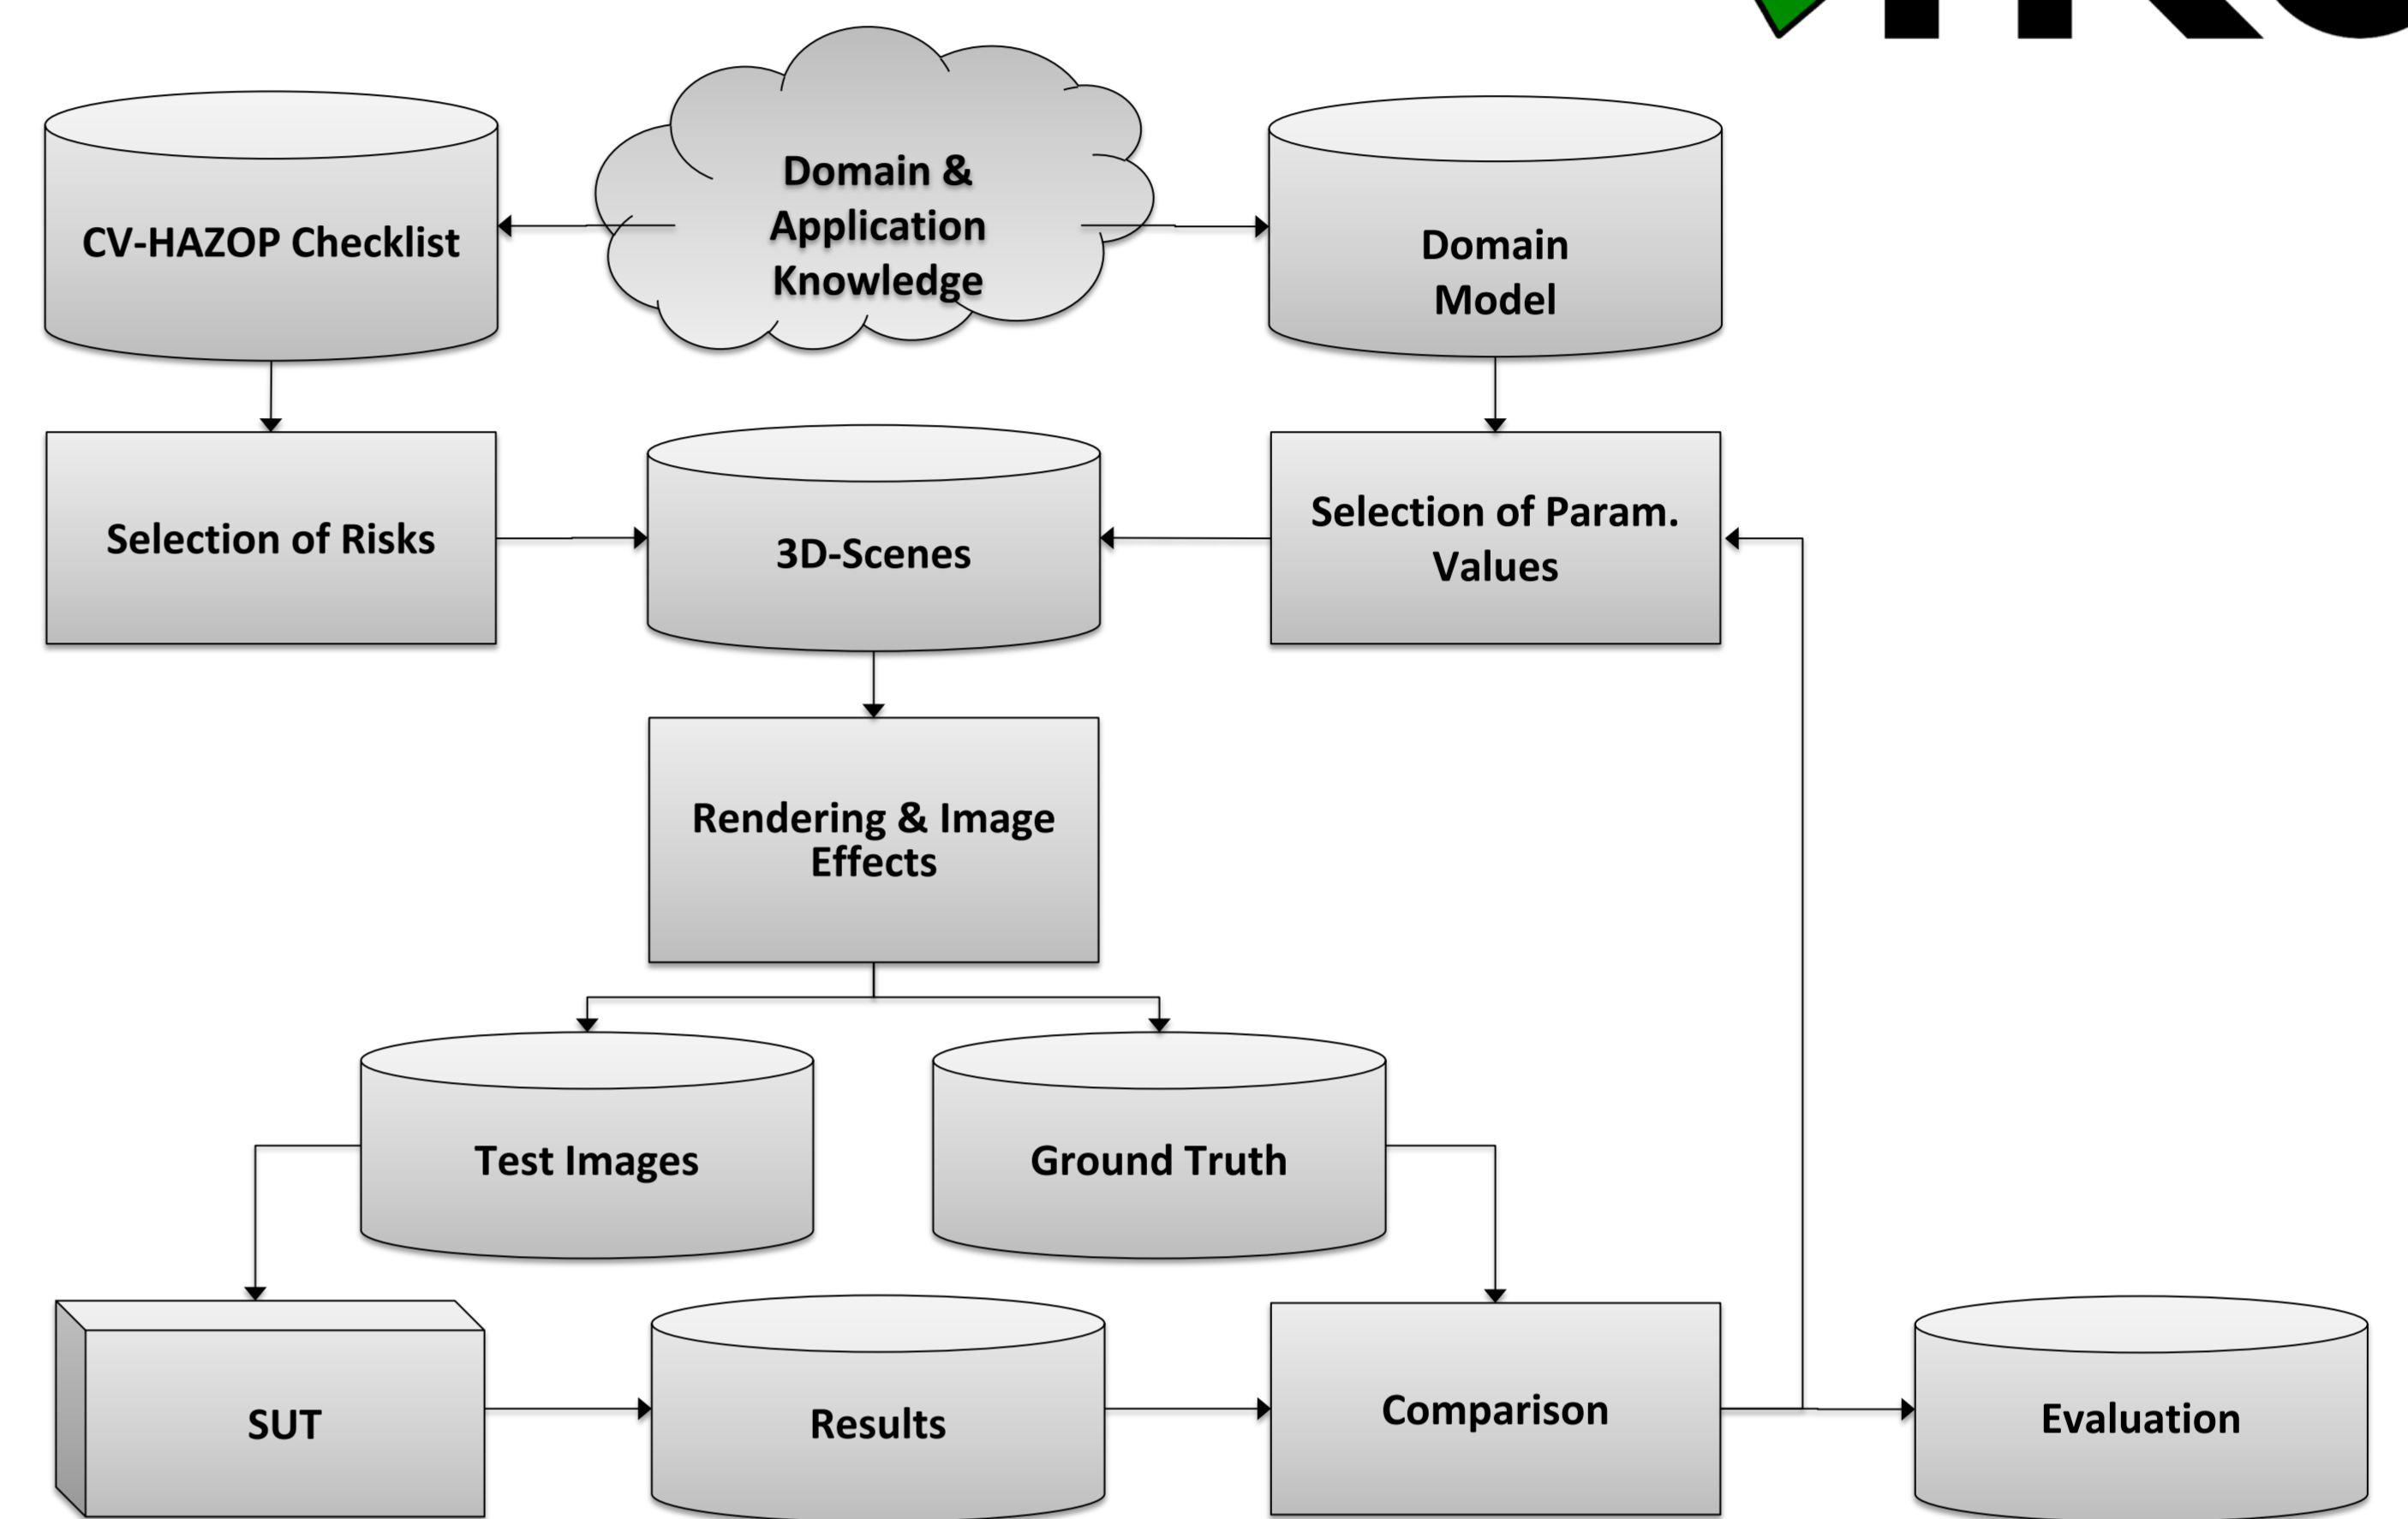 Domain &
Application
Knowledge
CV-HAZOP Checklist
Domain
Model
Selection of Risks
3D-Scenes
Selection of Param.
Values
Rendering & Image
Effects
Test Images
Ground Truth
SUT
Results
Comparison
Evaluation